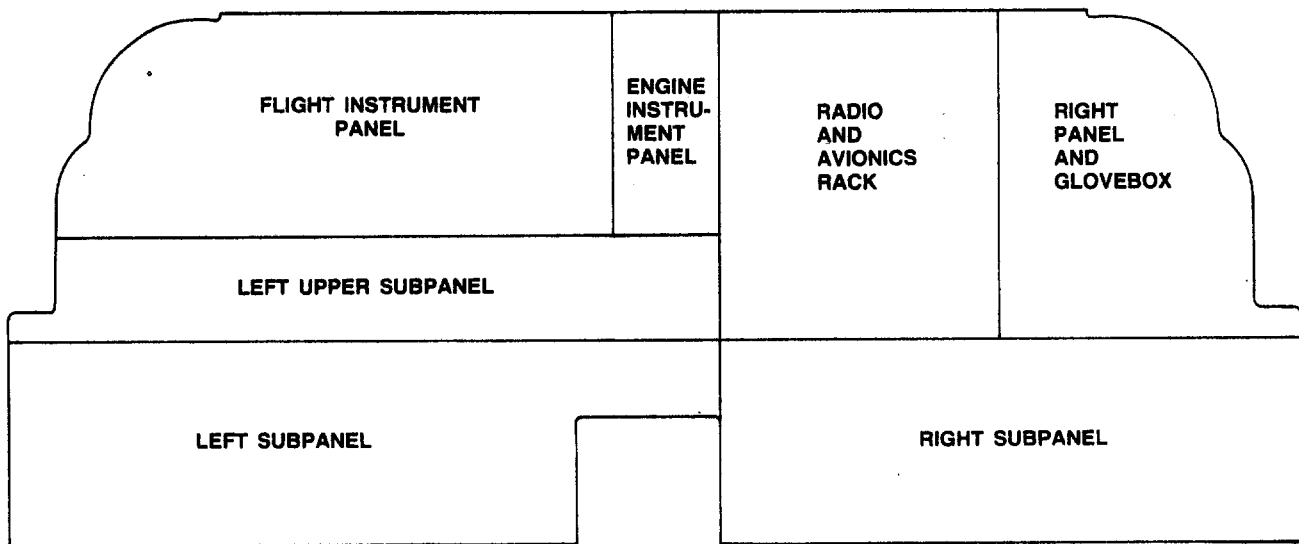 FLIGHT INSTRUMENT
PANEL
ENGINE
INSTRU-
MENT
PANEL
RADIO
AND
AVIONICS
RACK
RIGHT
PANEL
AND
GLOVEBOX
LEFT UPPER SUBPANEL
LEFT SUBPANEL
RIGHT SUBPANEL